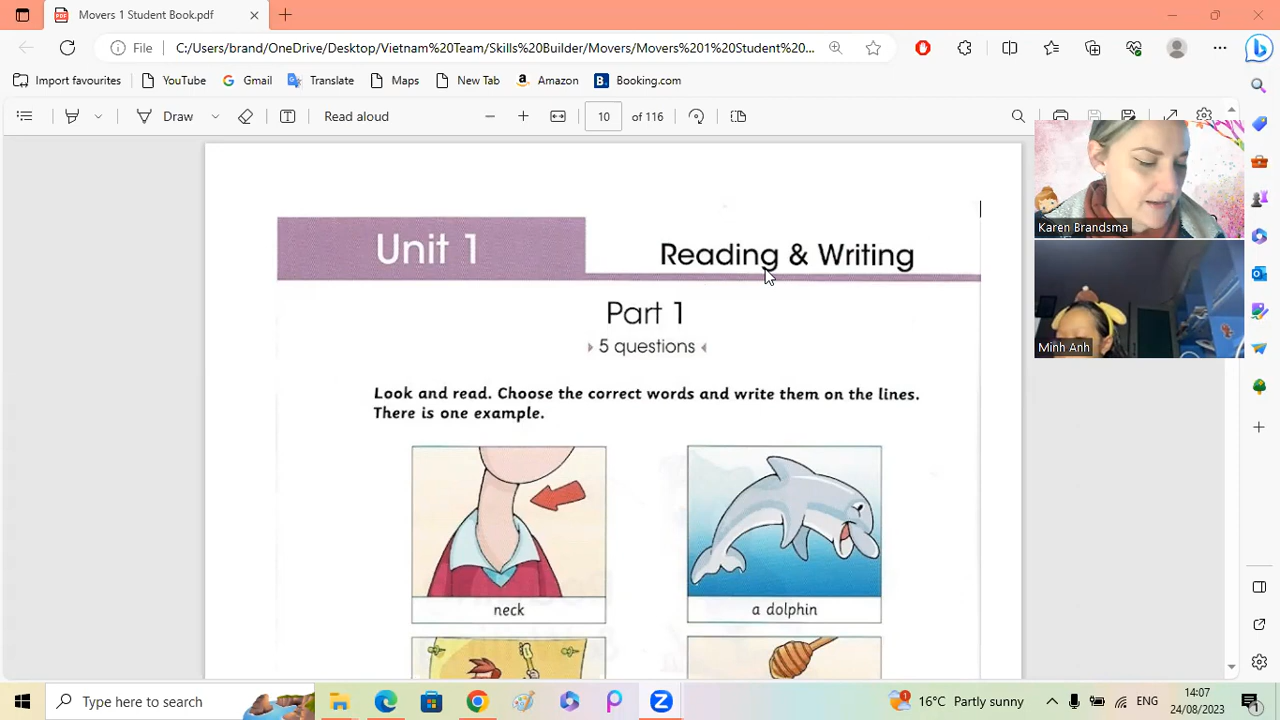 Movers 1 Student Book.pdf
File
C:/Users/brand/OneDrive/Desktop/Vietnam%20Team/Skills%20Builder/Movers/Movers%201%20Student%20...
Import favourites
YouTube
G Gmail
Translate
Maps
New Tab
a Amazon
B. Booking.com
Draw
Read aloud
10 of 116
Unit 1
Reading & Writing
Part 1
5 questions
Look and read. Choose the correct words and write them on the lines.
There is one example.
neck
a dolphin
Karen Brandsma
Minh Anh
Type here to search
1
16°C Partly sunny
ENG
14:07
24/08/2023
1